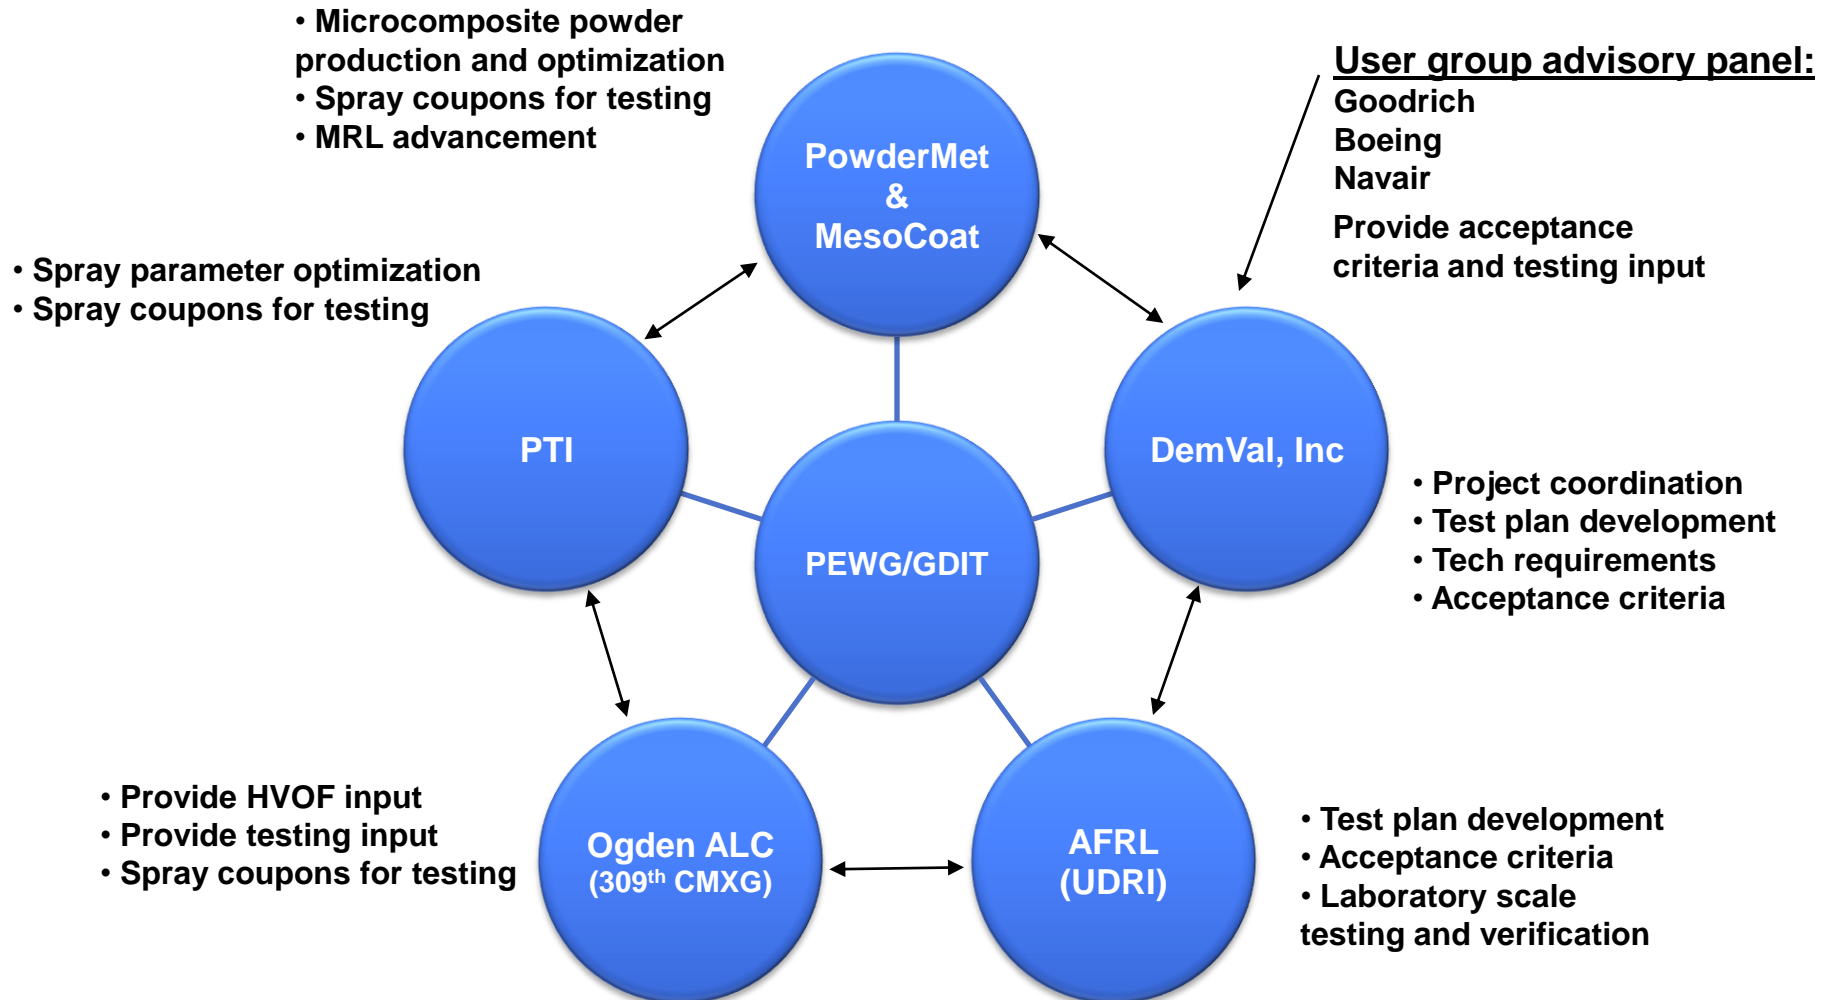 • Microcomposite powder
production and optimization
• Spray coupons for testing
• MRL advancement
User group advisory panel:
Goodrich
Boeing
Navair
Provide acceptance
criteria and testing input
PowderMet
&
MesoCoat
• Spray parameter optimization
• Spray coupons for testing
PTI
DemVal, Inc
• Project coordination
• Test plan development
• Tech requirements
• Acceptance criteria
PEWG/GDIT
• Provide HVOF input
• Provide testing input
• Spray coupons for testing
Ogden ALC
(309th CMXG)
AFRL
(UDRI)
• Test plan development
• Acceptance criteria
• Laboratory scale
testing and verification